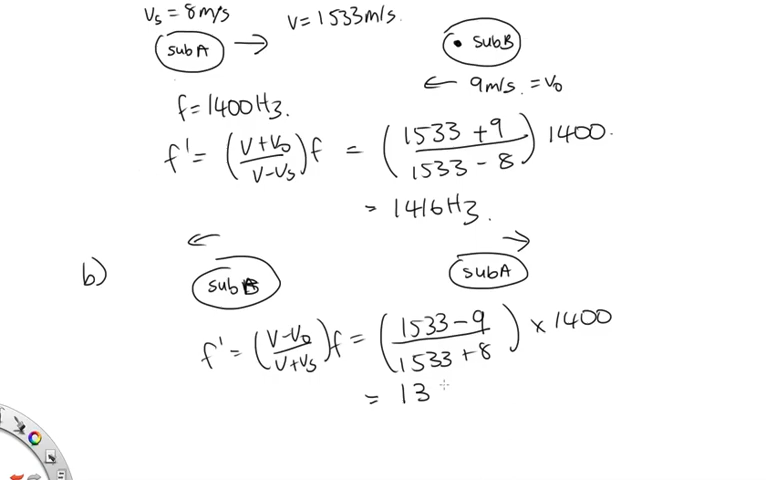 Vs = 8m/s
V = 1533m/s.
SubA
SubB
9m/s. = Vo
f = 1400Hz.
f' = (V+Vo / V-Vs) f = (1533 + 9 / 1533 - 8) 1400.
= 1416Hz.
b)
SubB
SubA
f' = (V-Vo / V+Vs) f = (1533 - 9 / 1533 + 8) × 1400
= 13